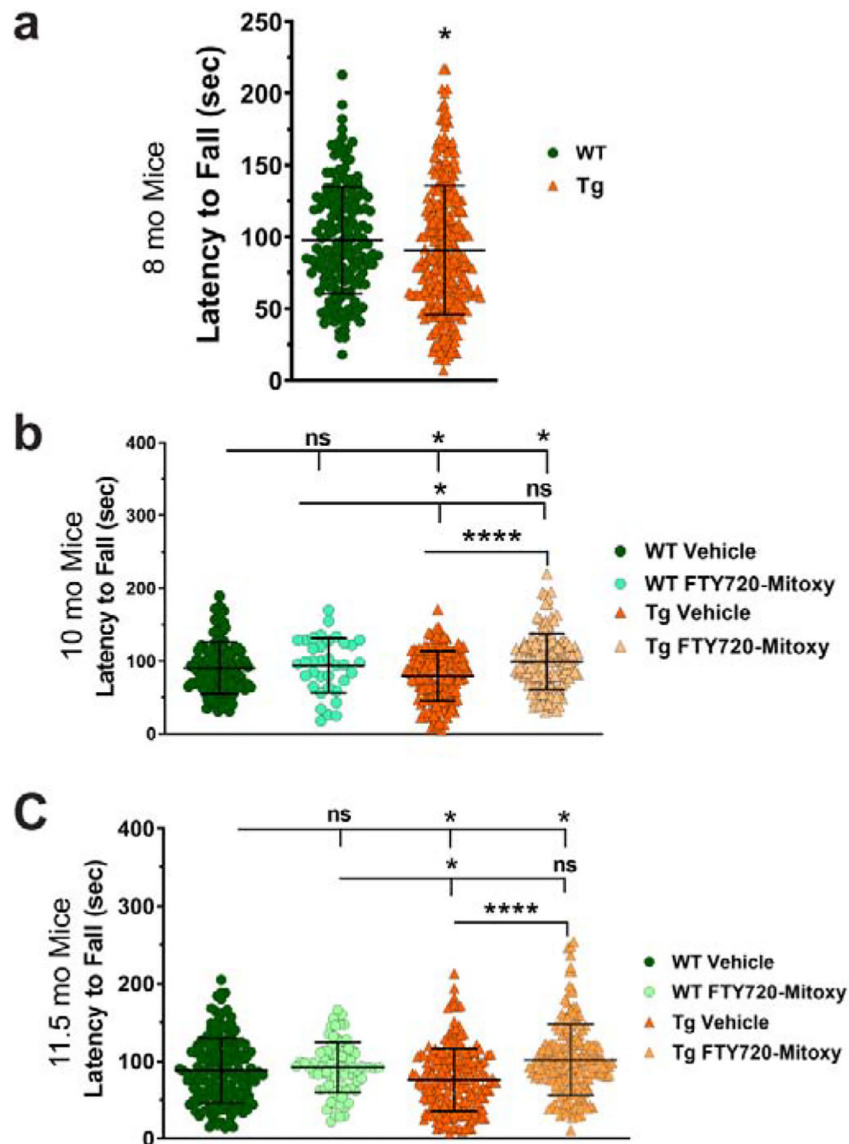 a
8 mo Mice
Latency to Fall (sec)
250
200
150
100
50
0
*
WT
Tg
b
10 mo Mice
Latency to Fall (sec)
400
300
200
100
0
ns * *
* ns
****
WT Vehicle
WT FTY720-Mitoxy
Tg Vehicle
Tg FTY720-Mitoxy
C
11.5 mo Mice
Latency to Fall (sec)
400
300
200
100
0
ns * *
* ns
****
WT Vehicle
WT FTY720-Mitoxy
Tg Vehicle
Tg FTY720-Mitoxy